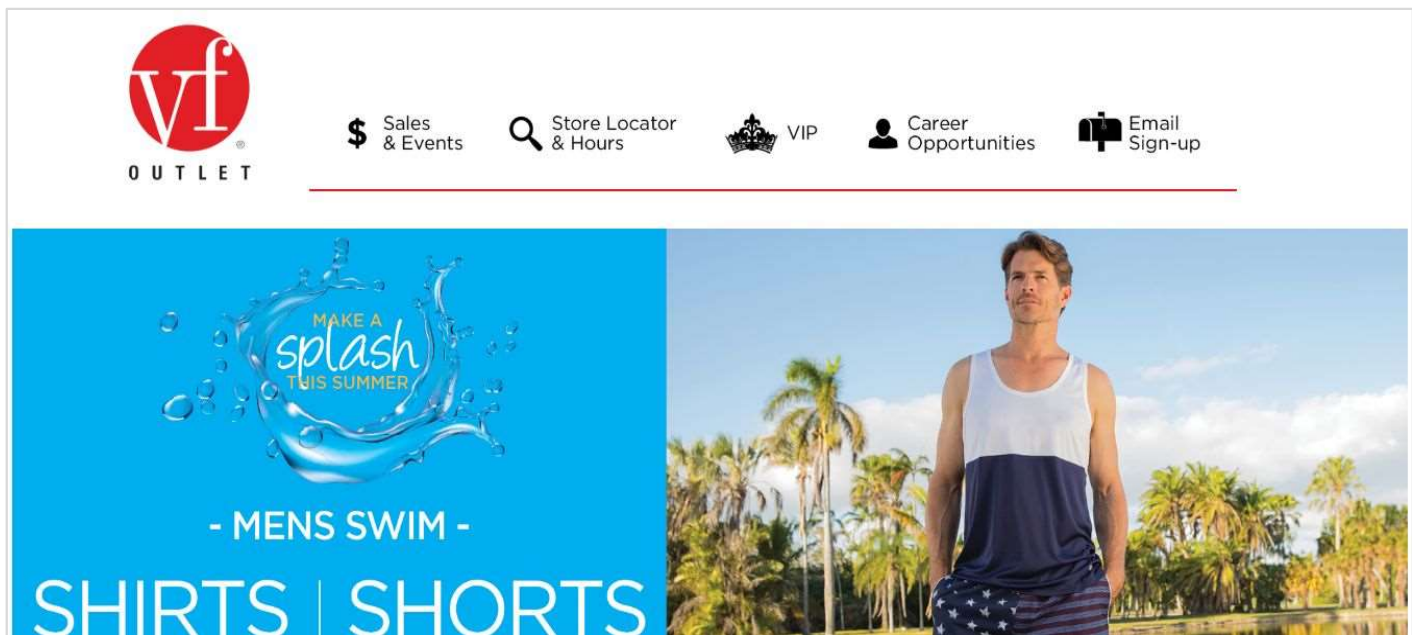 vf
OUTLET
$ Sales
& Events
Store Locator
& Hours
VIP
Career
Opportunities
Email
Sign-up
MAKE A
splash
THIS SUMMER
- MENS SWIM -
SHIRTS | SHORTS